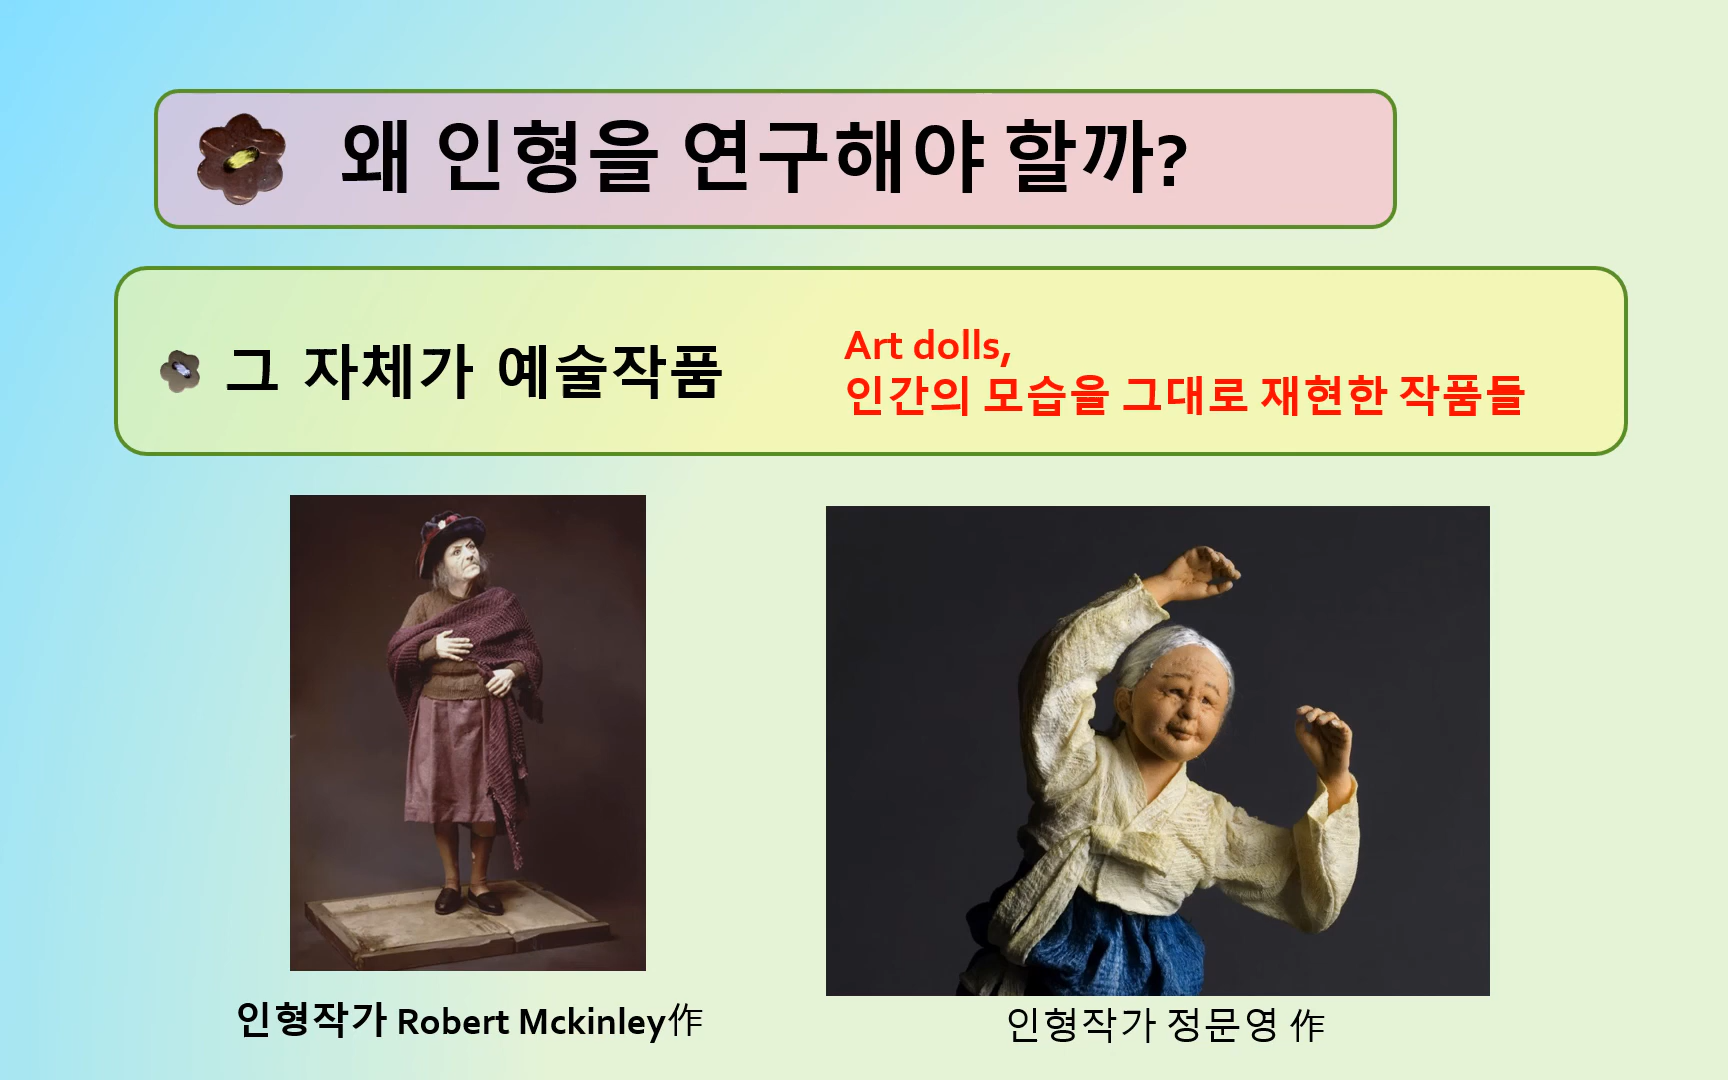 왜 인형을 연구해야 할까?
그 자체가 예술작품
Art dolls,
인간의 모습을 그대로 재현한 작품들
인형작가 Robert Mckinley作
인형작가 정문영 作